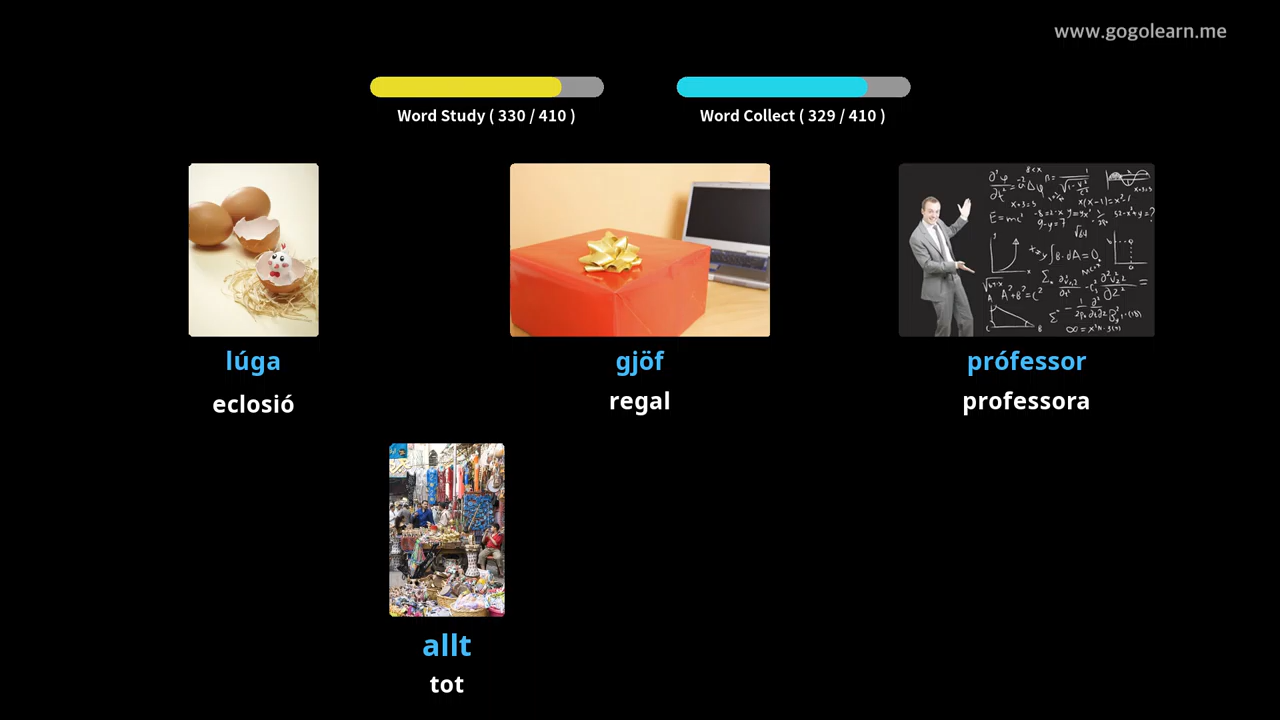 www.gogolearn.me
Word Study ( 330 / 410 )
Word Collect ( 329 / 410 )
lúga
eclosió
gjöf
regal
prófessor
professora
allt
tot